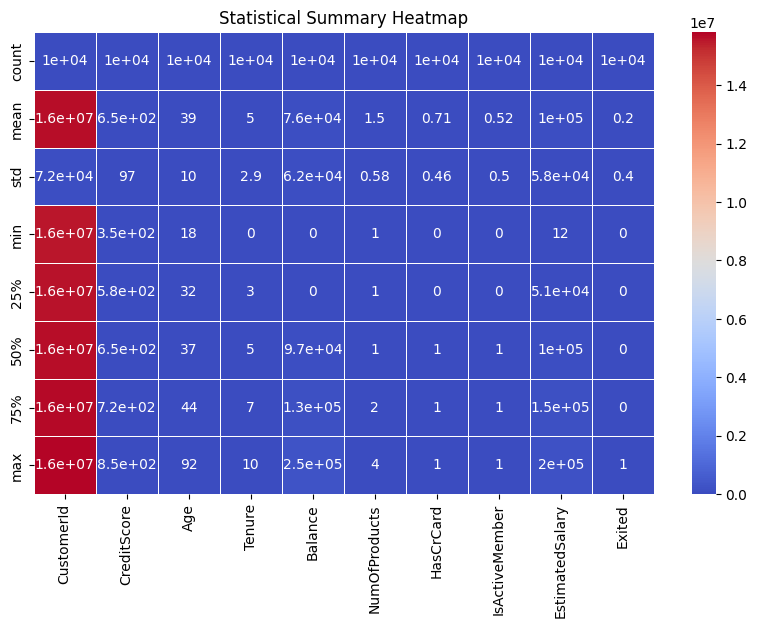 Statistical Summary Heatmap
1e7
count 1e+04 1e+04 1e+04 1e+04 1e+04 1e+04 1e+04 1e+04 1e+04 1e+04
mean 1.6e+07 6.5e+02 39 5 7.6e+04 1.5 0.71 0.52 1e+05 0.2
std 7.2e+04 97 10 2.9 6.2e+04 0.58 0.46 0.5 5.8e+04 0.4
min 1.6e+07 3.5e+02 18 0 0 1 0 0 12 0
25% 1.6e+07 5.8e+02 32 3 0 1 0 0 5.1e+04 0
50% 1.6e+07 6.5e+02 37 5 9.7e+04 1 1 1 1e+05 0
75% 1.6e+07 7.2e+02 44 7 1.3e+05 2 1 1 1.5e+05 0
max 1.6e+07 8.5e+02 92 10 2.5e+05 4 1 1 2e+05 1
CustomerId
CreditScore
Age
Tenure
Balance
NumOfProducts
HasCrCard
IsActiveMember
EstimatedSalary
Exited
1.4
1.2
1.0
0.8
0.6
0.4
0.2
0.0